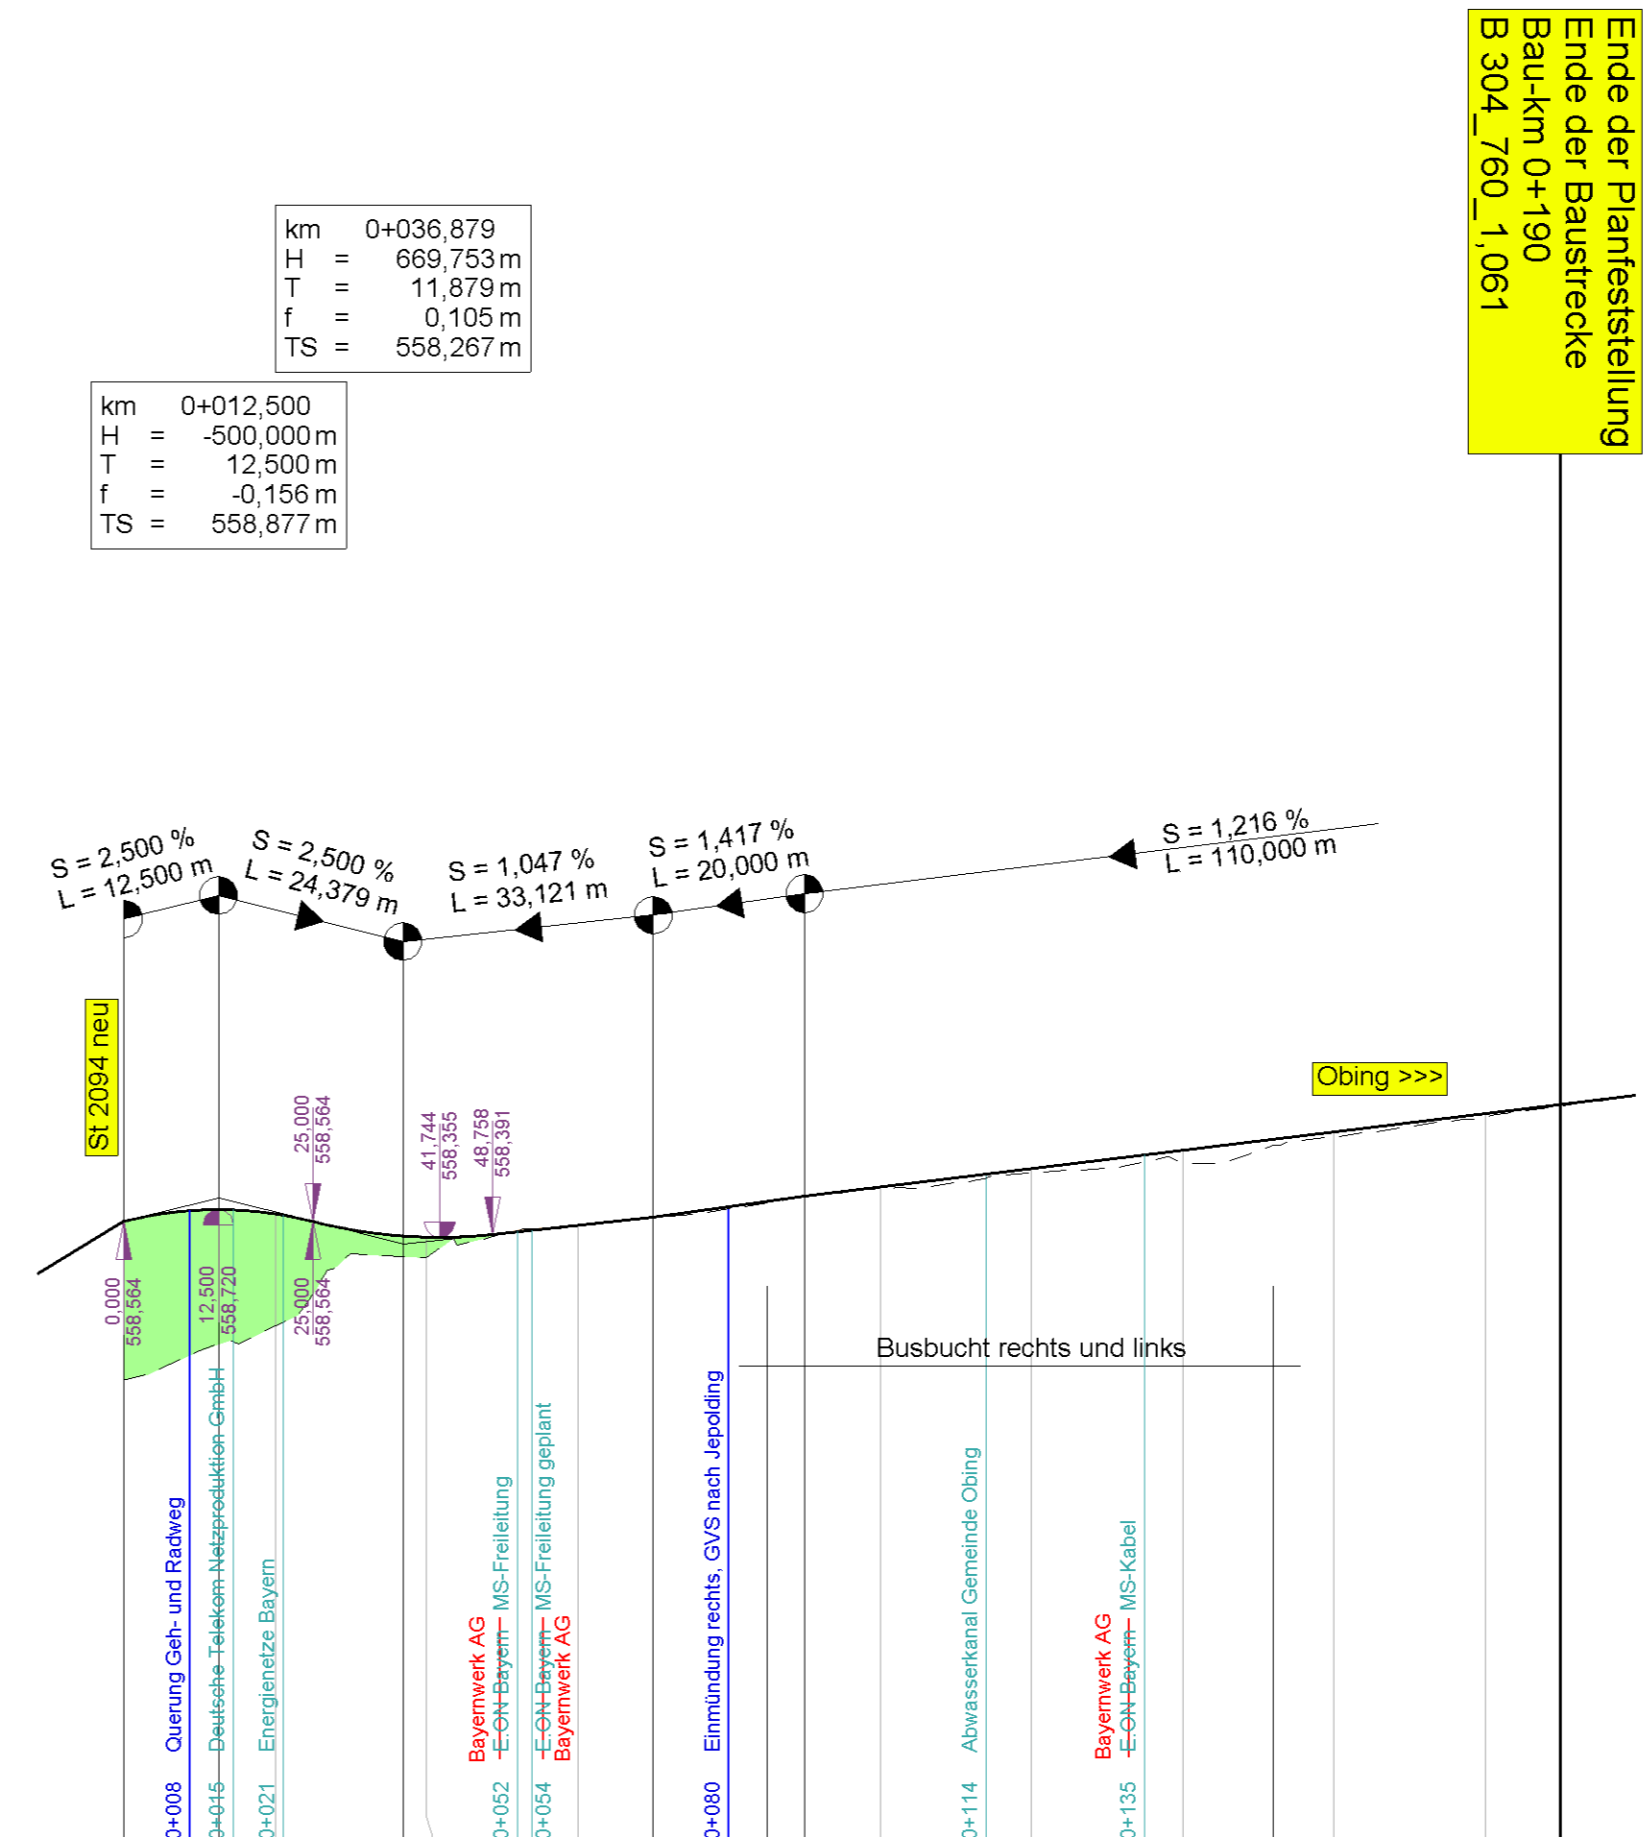 Ende der Planfeststellung
Ende der Baustrecke
Bau-km 0+190
B 304_760_1,061
km 0+036,879
H = 669,753 m
T = 11,879 m
f = 0,105 m
TS = 558,267 m
km 0+012,500
H = -500,000 m
T = 12,500 m
f = -0,156 m
TS = 558,877 m
S = 2,500 %
L = 12,500 m
S = 2,500 %
L = 24,379 m
S = 1,047 %
L = 33,121 m
S = 1,417 %
L = 20,000 m
S = 1,216 %
L = 110,000 m
St 2094 neu
Obing >>>
25,000
558,564
41,744
558,355
48,758
558,391
0,000
558,564
12,500
558,720
25,000
558,564
Busbucht rechts und links
0+008 Querung Geh- und Radweg
0+015 Deutsche Telekom Netzproduktion GmbH
0+021 Energienetze Bayern
Bayernwerk AG
0+052 E.ON Bayern MS-Freileitung
0+054 E.ON Bayern MS-Freileitung geplant
Bayernwerk AG
0+080 Einmündung rechts, GVS nach Jepolding
0+114 Abwasserkanal Gemeinde Obing
Bayernwerk AG
0+135 E.ON Bayern MS-Kabel